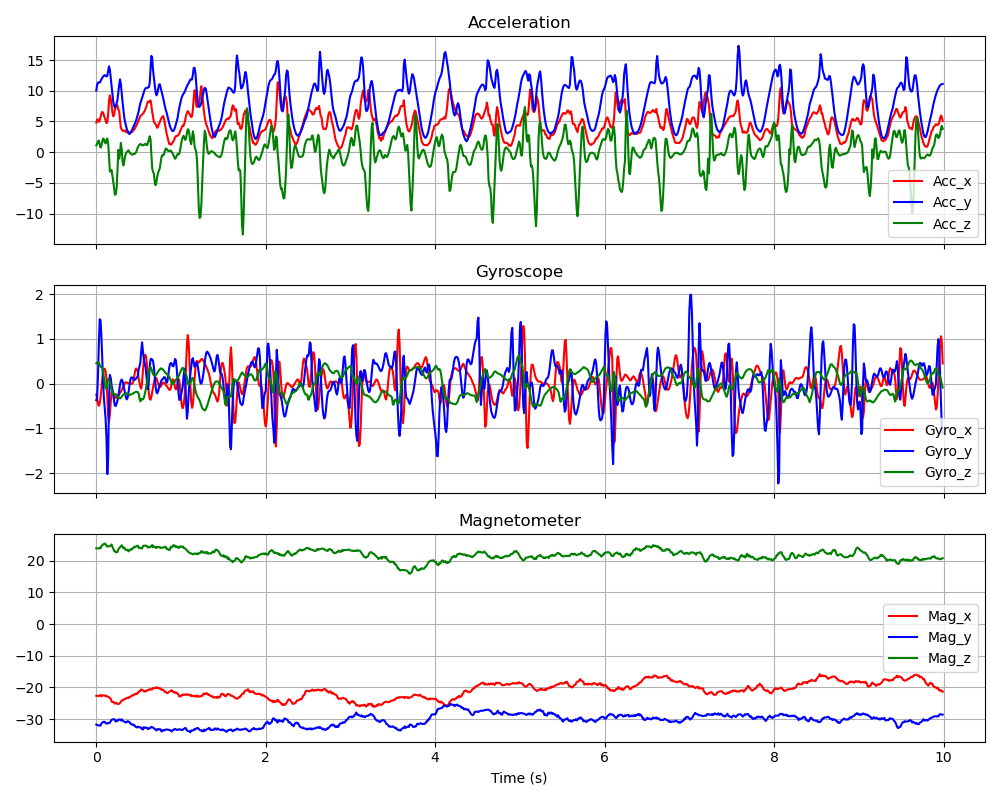 Acceleration
15
10
5
0
−5
−10
Acc_x
Acc_y
Acc_z
Gyroscope
2
1
0
−1
−2
Gyro_x
Gyro_y
Gyro_z
Magnetometer
20
10
0
−10
−20
−30
Mag_x
Mag_y
Mag_z
0 2 4 6 8 10
Time (s)